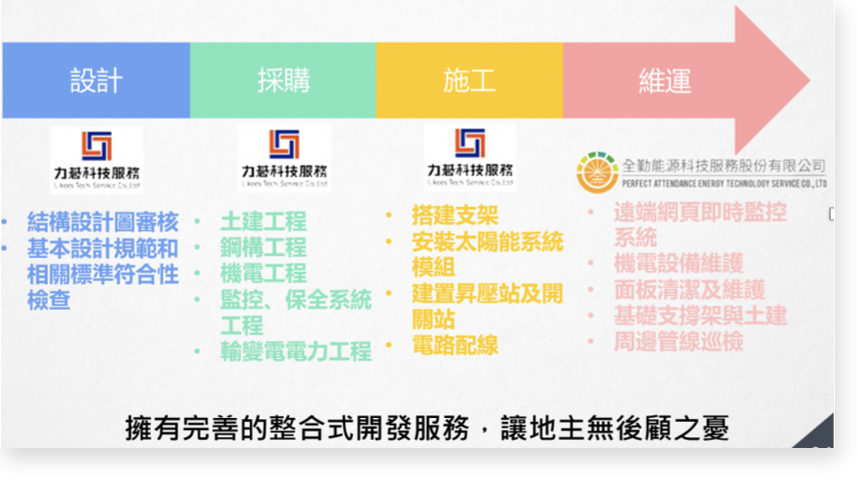 設計
採購
施工
維運
力碁科技服務
Likees Tech Service Co.,Ltd
力碁科技服務
Likees Tech Service Co.,Ltd
力碁科技服務
Likees Tech Service Co.,Ltd
全勤能源科技服務股份有限公司
PERFECT ATTENDANCE ENERGY TECHNOLOGY SERVICE CO., LTD
• 結構設計圖審核
• 基本設計規範和
相關標準符合性
檢查
• 土建工程
• 鋼構工程
• 機電工程
• 監控、保全系統
工程
• 輸變電電力工程
• 搭建支架
• 安裝太陽能系統
模組
• 建置昇壓站及開
關站
• 電路配線
• 遠端網頁即時監控
系統
• 機電設備維護
• 面板清潔及維護
• 基礎支撐架與土建
• 周邊管線巡檢
擁有完善的整合式開發服務，讓地主無後顧之憂